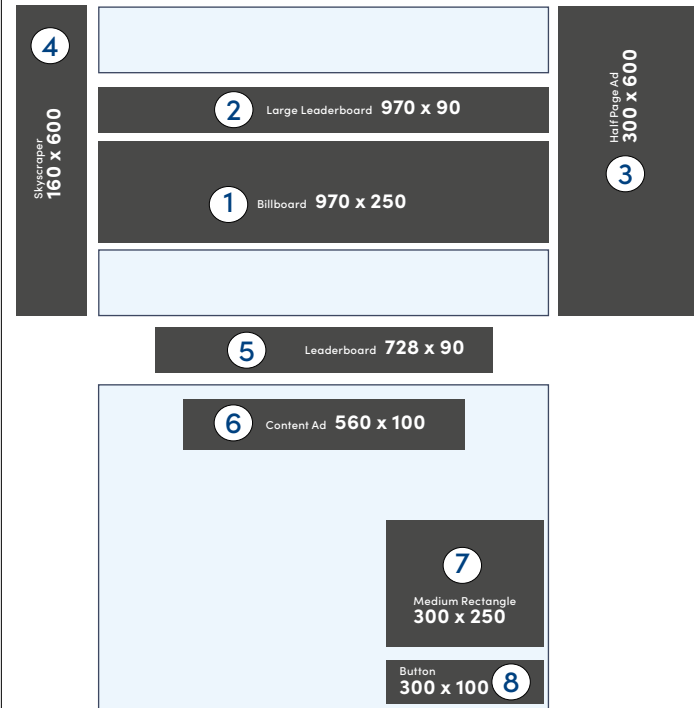 4
Skyscraper
160 x 600
2 Large Leaderboard 970 x 90
1 Billboard 970 x 250
Half Page Ad
300 x 600
3
5 Leaderboard 728 x 90
6 Content Ad 560 x 100
7
Medium Rectangle
300 x 250
Button
300 x 100 8